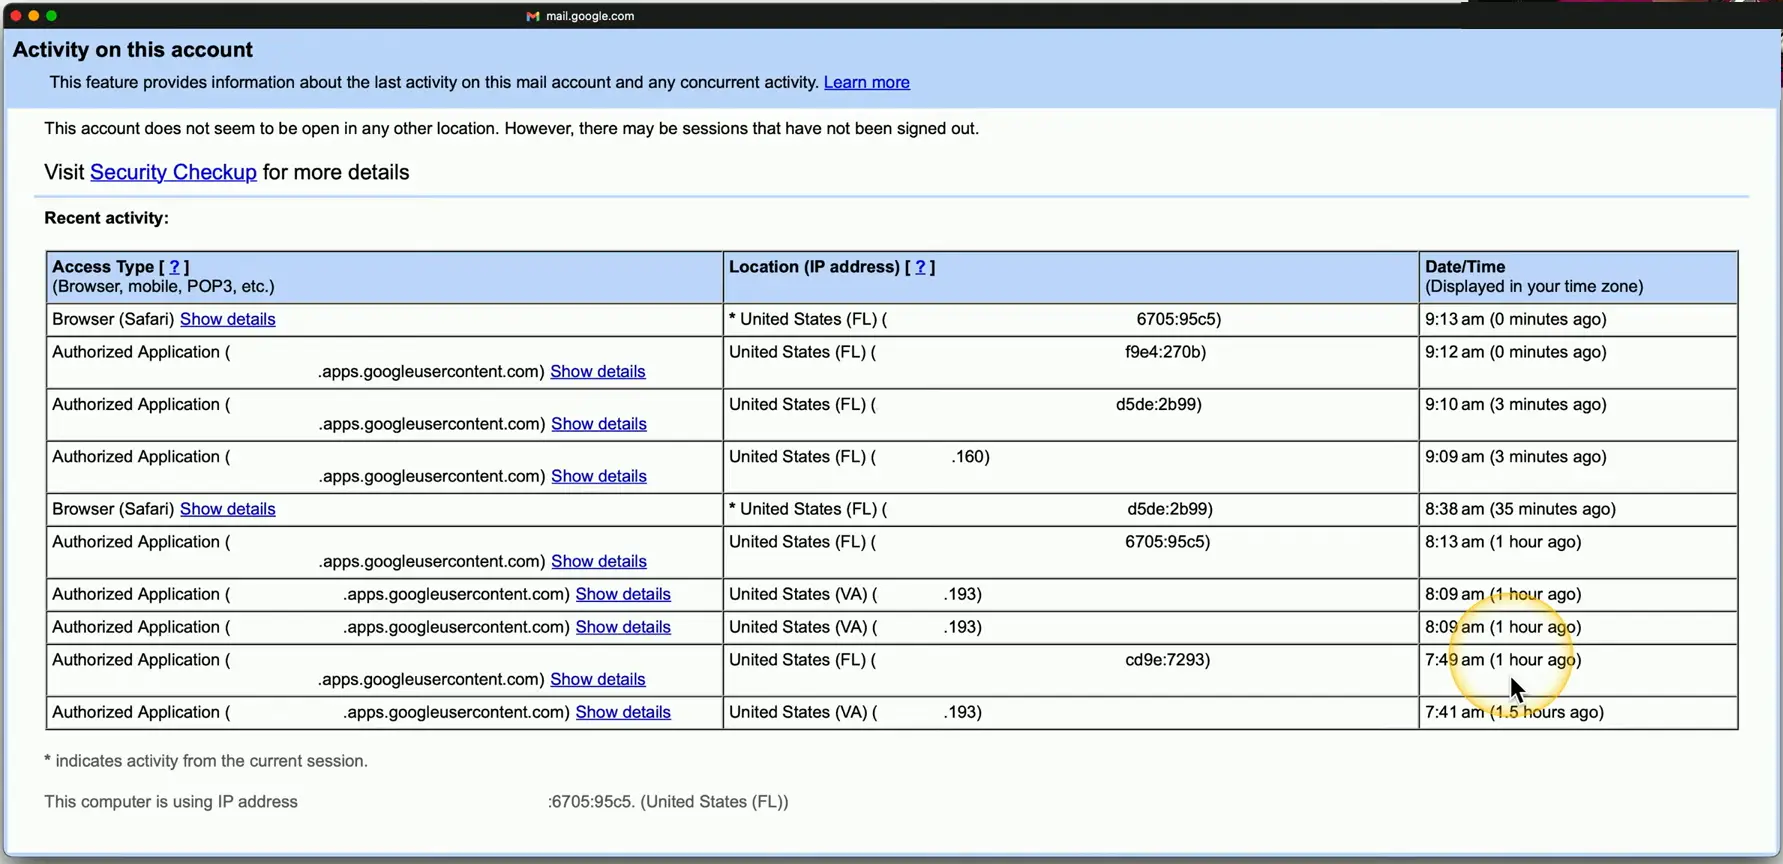 mail.google.com
Activity on this account
This feature provides information about the last activity on this mail account and any concurrent activity. Learn more
This account does not seem to be open in any other location. However, there may be sessions that have not been signed out.
Visit Security Checkup for more details
Recent activity:
Access Type [ ? ]
(Browser, mobile, POP3, etc.)
Location (IP address) [ ? ]
Date/Time
(Displayed in your time zone)
Browser (Safari) Show details
* United States (FL) ( 6705:95c5)
9:13 am (0 minutes ago)
Authorized Application (
.apps.googleusercontent.com) Show details
United States (FL) ( f9e4:270b)
9:12 am (0 minutes ago)
Authorized Application (
.apps.googleusercontent.com) Show details
United States (FL) ( d5de:2b99)
9:10 am (3 minutes ago)
Authorized Application (
.apps.googleusercontent.com) Show details
United States (FL) ( .160)
9:09 am (3 minutes ago)
Browser (Safari) Show details
* United States (FL) ( d5de:2b99)
8:38 am (35 minutes ago)
Authorized Application (
.apps.googleusercontent.com) Show details
United States (FL) ( 6705:95c5)
8:13 am (1 hour ago)
Authorized Application ( .apps.googleusercontent.com) Show details
United States (VA) ( .193)
8:09 am (1 hour ago)
Authorized Application ( .apps.googleusercontent.com) Show details
United States (VA) ( .193)
8:09 am (1 hour ago)
Authorized Application (
.apps.googleusercontent.com) Show details
United States (FL) ( cd9e:7293)
7:49 am (1 hour ago)
Authorized Application ( .apps.googleusercontent.com) Show details
United States (VA) ( .193)
7:41 am (1.5 hours ago)
* indicates activity from the current session.
This computer is using IP address :6705:95c5. (United States (FL))